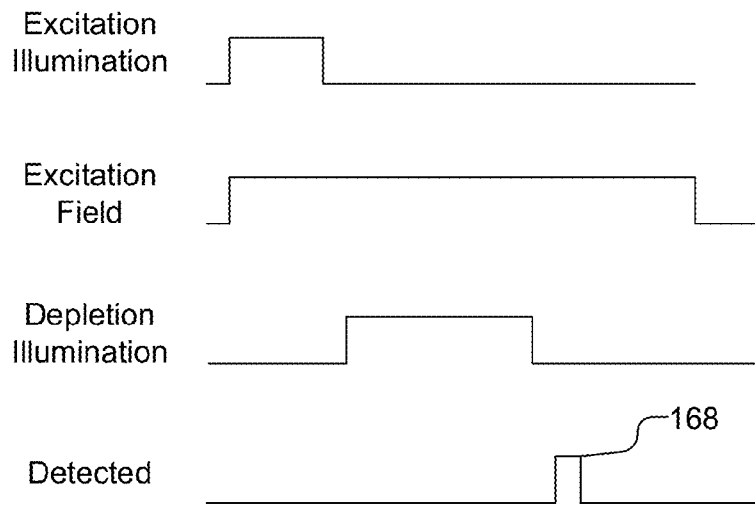 Excitation
Illumination
Excitation
Field
Depletion
Illumination
168
Detected